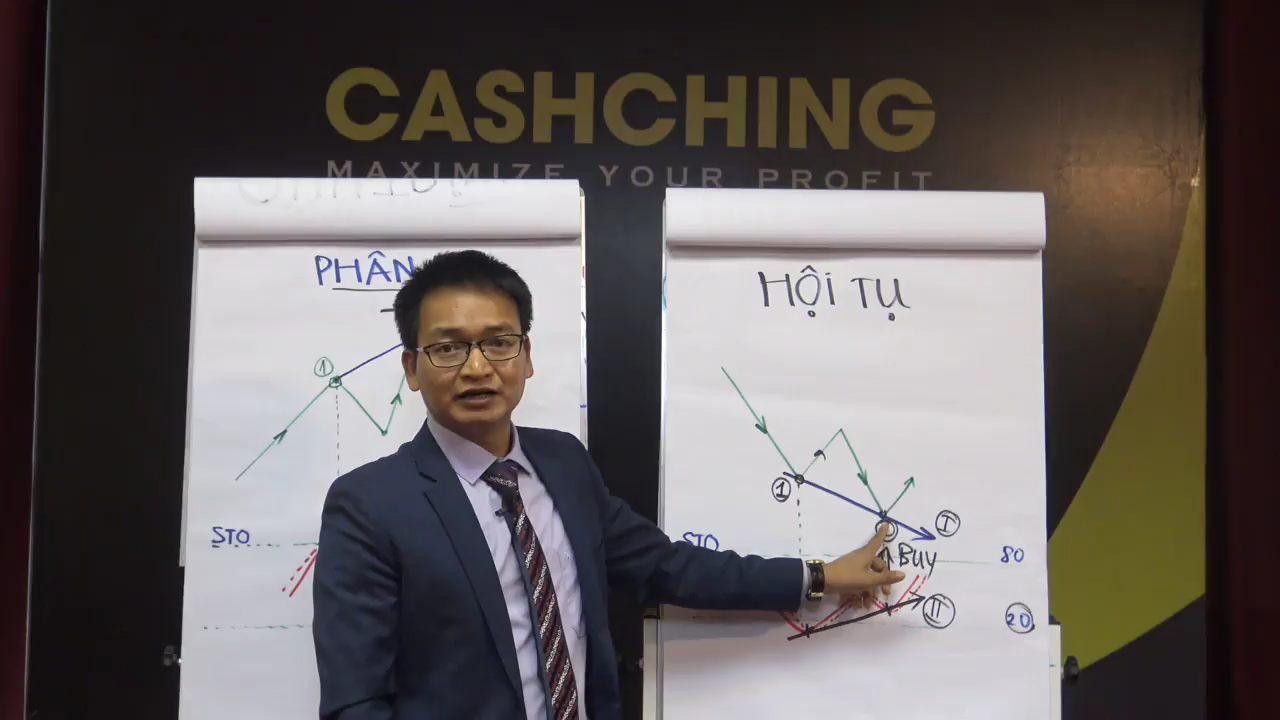 CASHCHING
MAXIMIZE YOUR PROFIT
PHÂN
1
STO
HỘI TỤ
1
I
STO
BUY
80
II
20